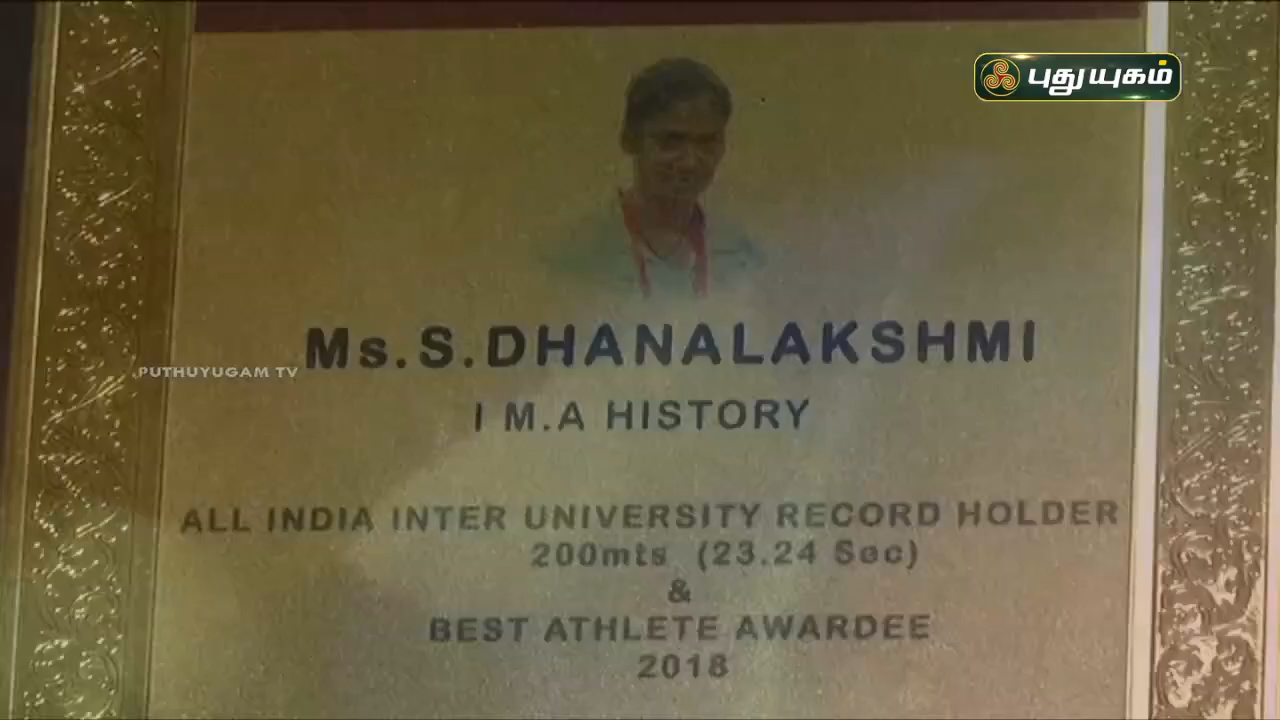 புதுயுகம்
Ms.S.DHANALAKSHMI
PUTHUYUGAM TV
I M.A HISTORY
ALL INDIA INTER UNIVERSITY RECORD HOLDER
200mts (23.24 Sec)
&
BEST ATHLETE AWARDEE
2018